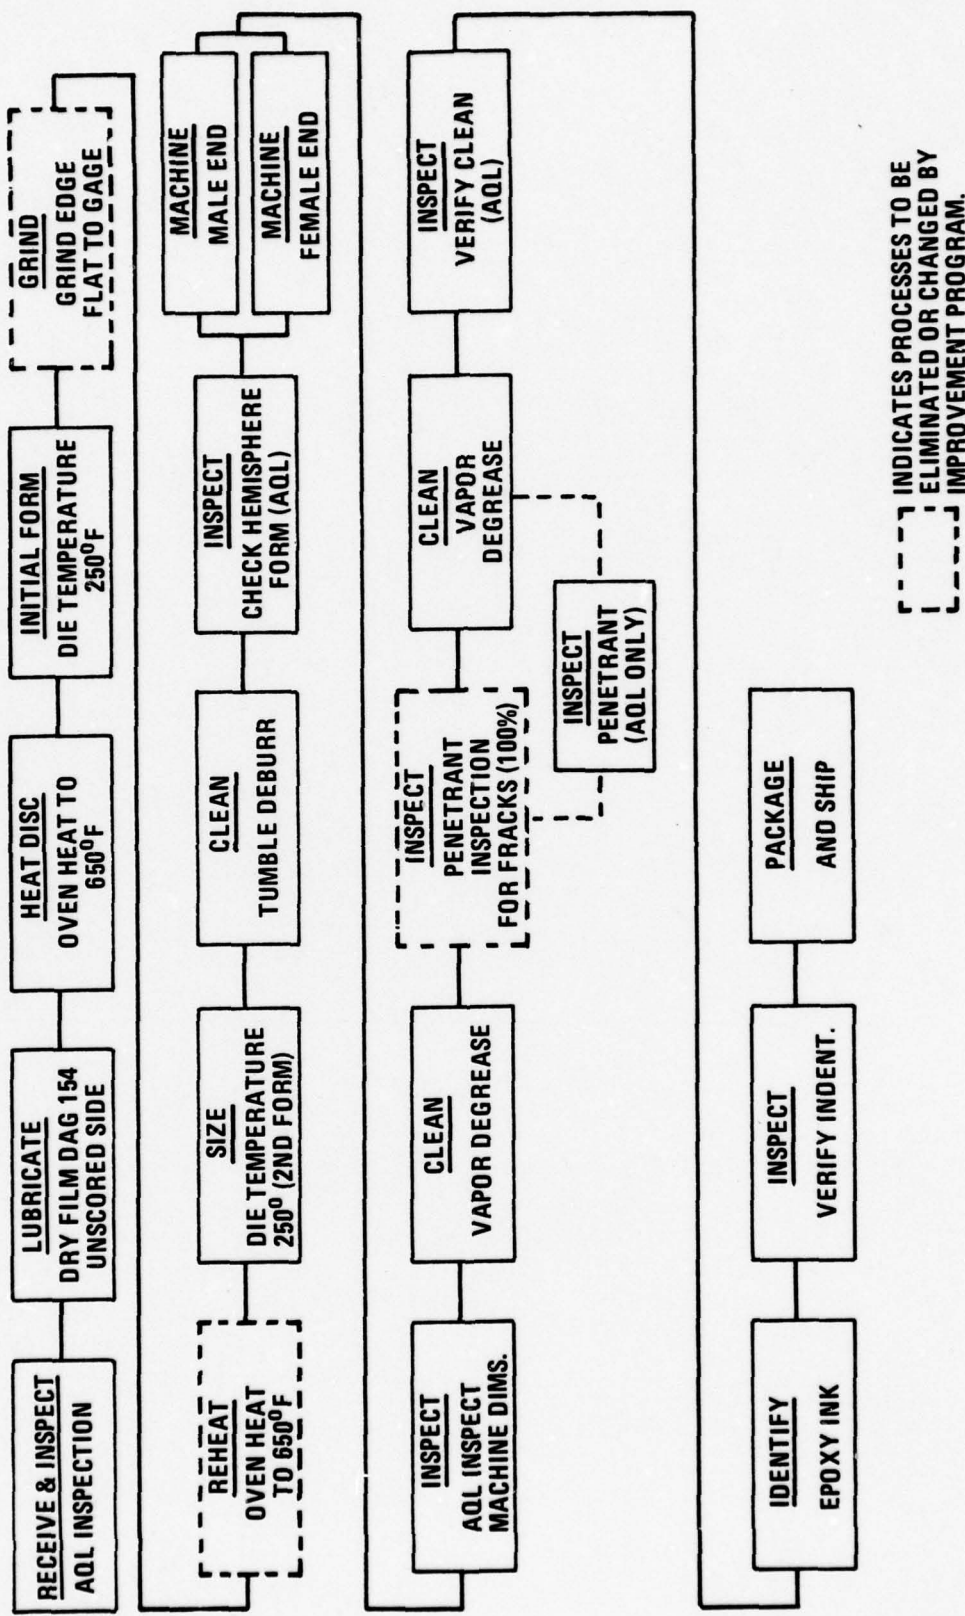 RECEIVE & INSPECT
AQL INSPECTION
LUBRICATE
DRY FILM DAG 154
UNSCORED SIDE
HEAT DISC
OVEN HEAT TO
650⁰F
INITIAL FORM
DIE TEMPERATURE
250⁰F
GRIND
GRIND EDGE
FLAT TO GAGE
REHEAT
OVEN HEAT
TO 650⁰F
SIZE
DIE TEMPERATURE
250⁰ (2ND FORM)
CLEAN
TUMBLE DEBURR
INSPECT
CHECK HEMISPHERE
FORM (AQL)
MACHINE
MALE END
MACHINE
FEMALE END
INSPECT
AQL INSPECT
MACHINE DIMS.
CLEAN
VAPOR DEGREASE
INSPECT
PENETRANT
INSPECTION
FOR FRACKS (100%)
INSPECT
PENETRANT
(AQL ONLY)
CLEAN
VAPOR
DEGREASE
INSPECT
VERIFY CLEAN
(AQL)
IDENTIFY
EPOXY INK
INSPECT
VERIFY INDENT.
PACKAGE
AND SHIP
INDICATES PROCESSES TO BE
ELIMINATED OR CHANGED BY
IMPROVEMENT PROGRAM.